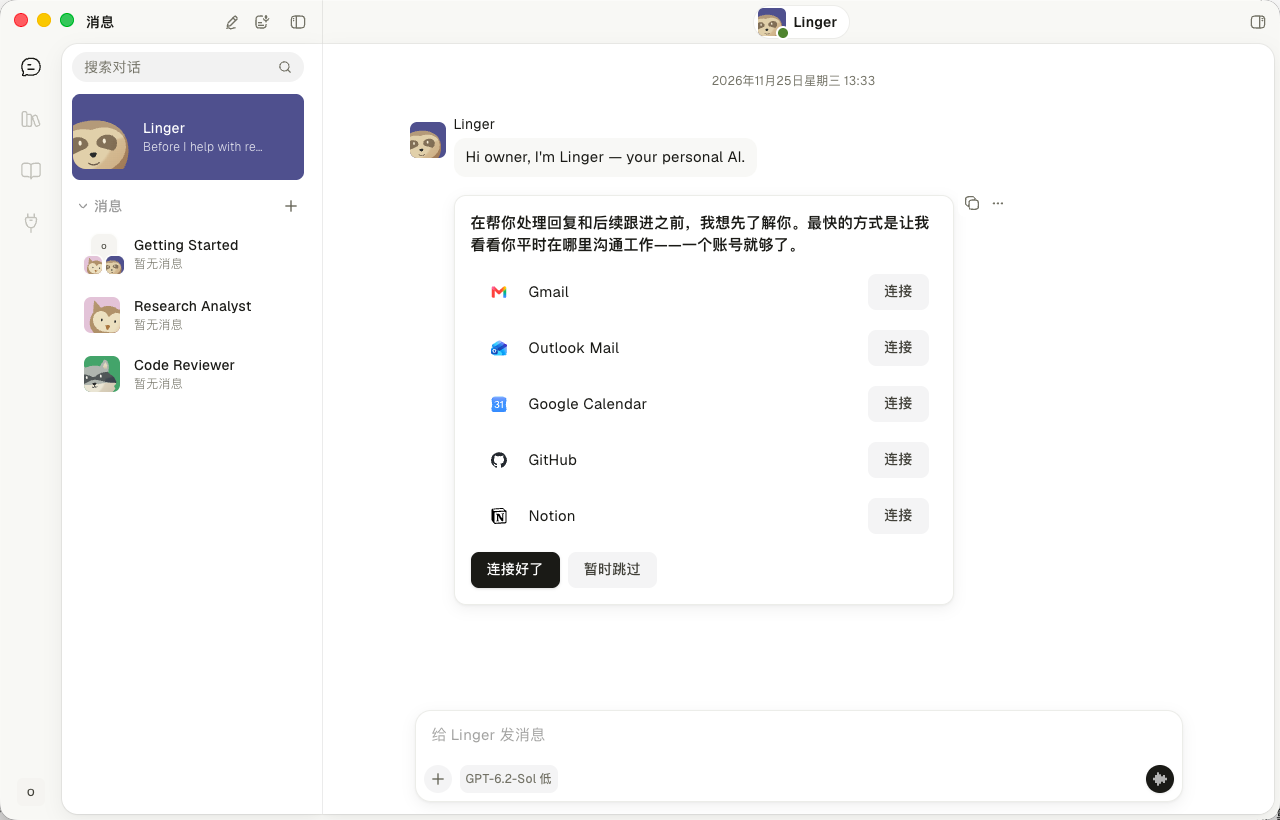 消息
Linger
搜索对话
Linger
Before I help with re…
消息
o
Getting Started
暂无消息
Research Analyst
暂无消息
Code Reviewer
暂无消息
o
2026年11月25日星期三 13:33
Linger
Hi owner, I'm Linger — your personal AI.
在帮你处理回复和后续跟进之前，我想先了解你。最快的方式是让我
看看你平时在哪里沟通工作——一个账号就够了。
Gmail
连接
Outlook Mail
连接
31
Google Calendar
连接
GitHub
连接
Notion
连接
连接好了
暂时跳过
给 Linger 发消息
GPT-6.2-Sol 低